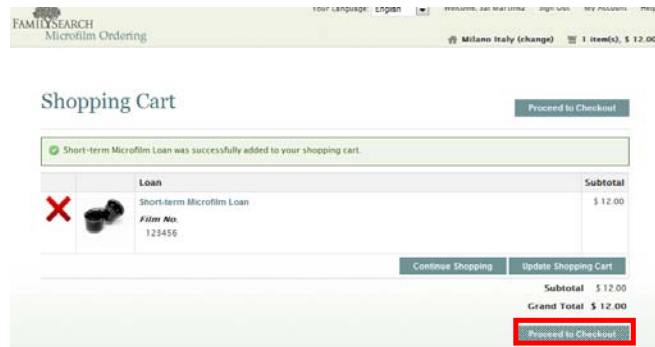 Your Language: English Welcome, Sign Out My Account Help
FAMILYSEARCH
Microfilm Ordering
Milano Italy (change) 1 item(s), $ 12.00
Shopping Cart
Proceed to Checkout
Short-term Microfilm Loan was successfully added to your shopping cart.
Loan Subtotal
Short-term Microfilm Loan $ 12.00
Film No.
123456
Continue Shopping Update Shopping Cart
Subtotal $ 12.00
Grand Total $ 12.00
Proceed to Checkout